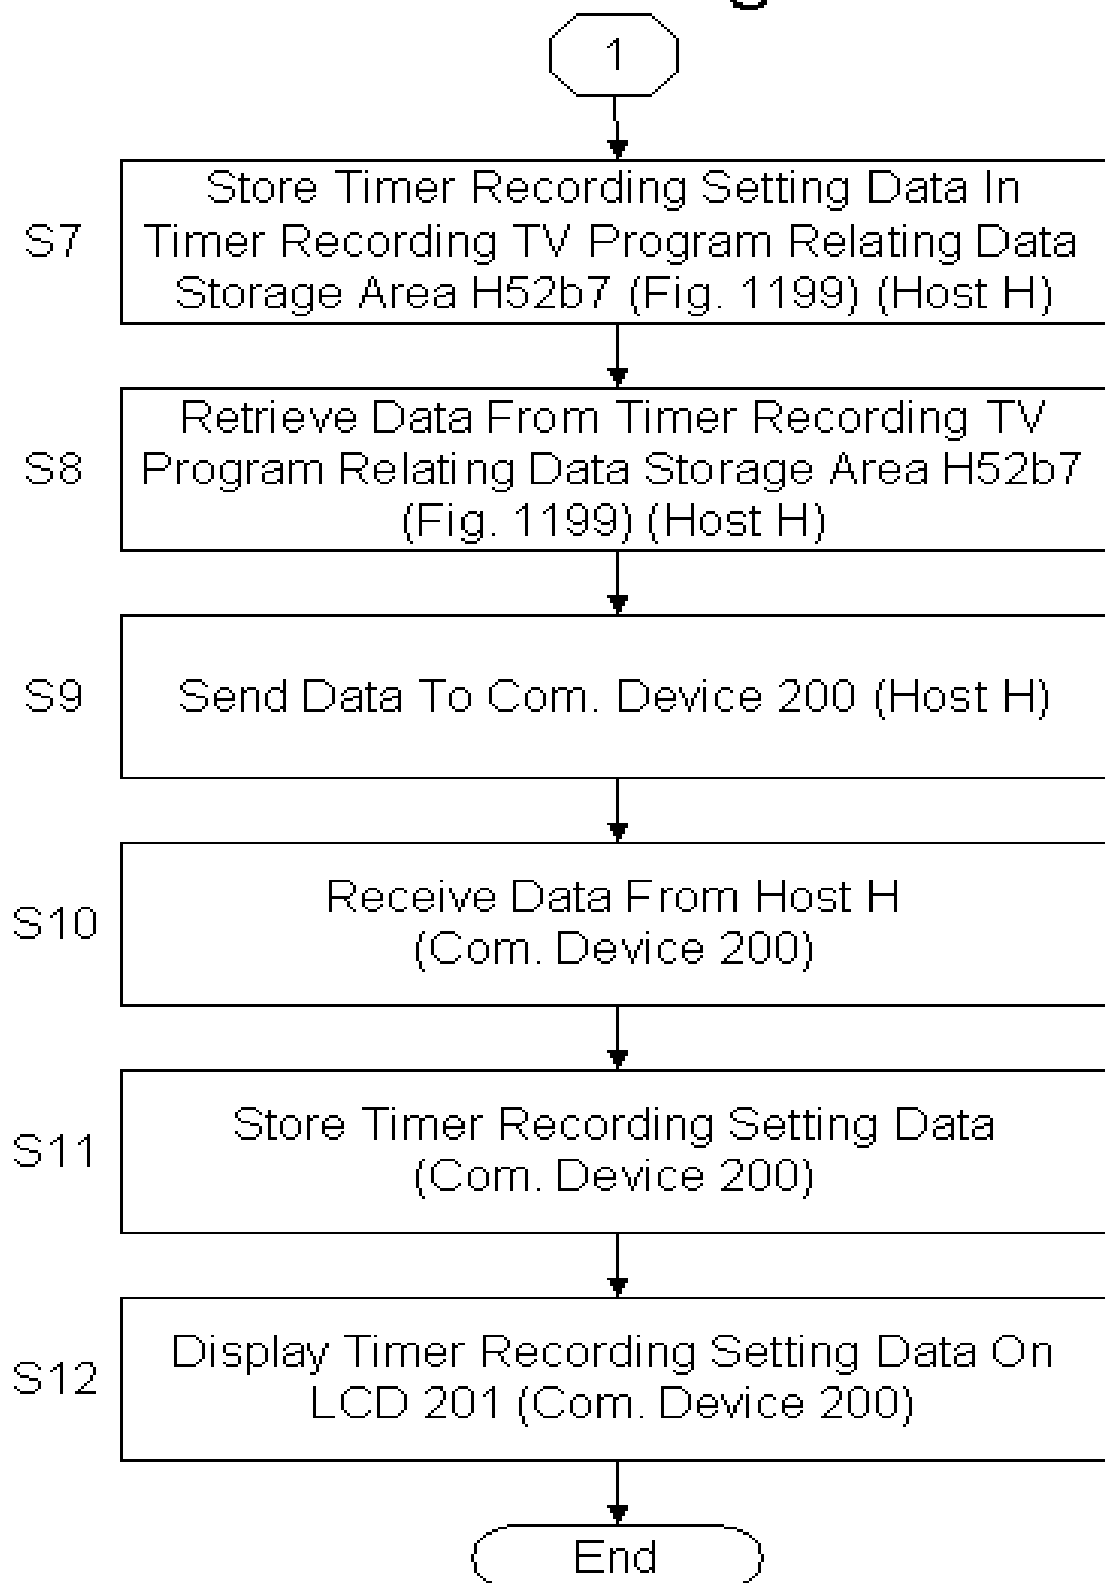 1
S7
Store Timer Recording Setting Data In
Timer Recording TV Program Relating Data
Storage Area H52b7 (Fig. 1199) (Host H)
S8
Retrieve Data From Timer Recording TV
Program Relating Data Storage Area H52b7
(Fig. 1199) (Host H)
S9
Send Data To Com. Device 200 (Host H)
S10
Receive Data From Host H
(Com. Device 200)
S11
Store Timer Recording Setting Data
(Com. Device 200)
S12
Display Timer Recording Setting Data On
LCD 201 (Com. Device 200)
End